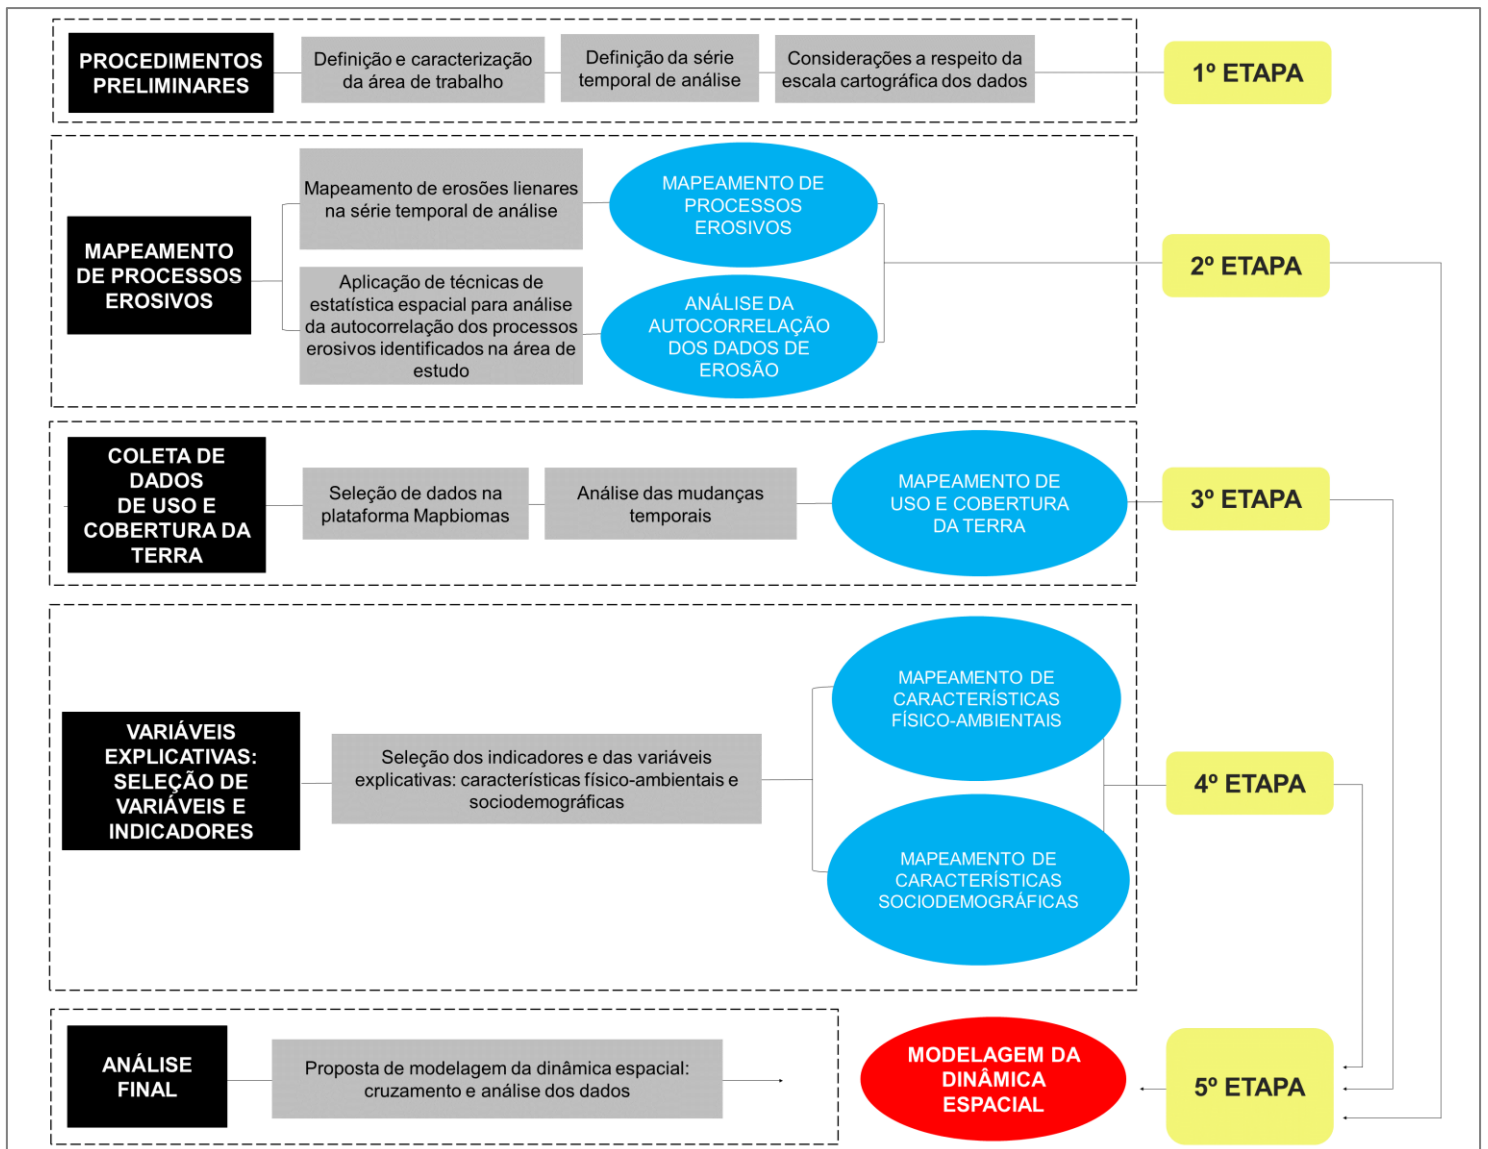 PROCEDIMENTOS
PRELIMINARES
Definição e caracterização
da área de trabalho
Definição da série
temporal de análise
Considerações a respeito da
escala cartográfica dos dados
1º ETAPA
MAPEAMENTO
DE PROCESSOS
EROSIVOS
Mapeamento de erosões lienares
na série temporal de análise
MAPEAMENTO DE
PROCESSOS
EROSIVOS
Aplicação de técnicas de
estatística espacial para análise
da autocorrelação dos processos
erosivos identificados na área de
estudo
ANÁLISE DA
AUTOCORRELAÇÃO
DOS DADOS DE
EROSÃO
2º ETAPA
COLETA DE
DADOS
DE USO E
COBERTURA DA
TERRA
Seleção de dados na
plataforma Mapbiomas
Análise das mudanças
temporais
MAPEAMENTO DE
USO E COBERTURA
DA TERRA
3º ETAPA
VARIÁVEIS
EXPLICATIVAS:
SELEÇÃO DE
VARIÁVEIS E
INDICADORES
Seleção dos indicadores e das variáveis
explicativas: características físico-ambientais e
sociodemográficas
MAPEAMENTO DE
CARACTERÍSTICAS
FÍSICO-AMBIENTAIS
MAPEAMENTO DE
CARACTERÍSTICAS
SOCIODEMOGRÁFICAS
4º ETAPA
ANÁLISE
FINAL
Proposta de modelagem da dinâmica espacial:
cruzamento e análise dos dados
MODELAGEM DA
DINÂMICA
ESPACIAL
5º ETAPA